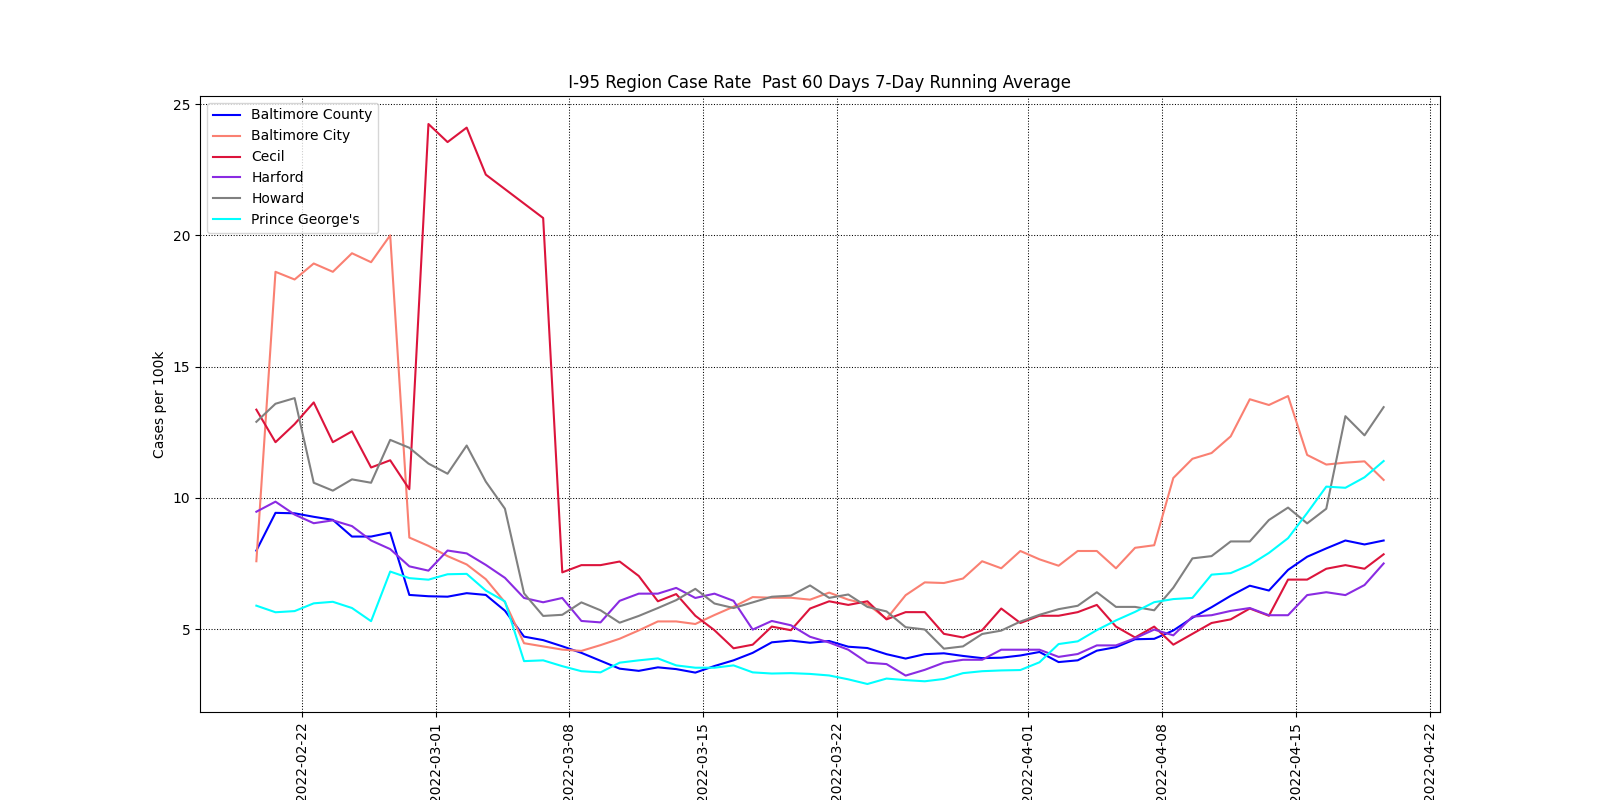 I-95 Region Case Rate  Past 60 Days 7-Day Running Average
Baltimore County
Baltimore City
Cecil
Harford
Howard
Prince George's
Cases per 100k
25
20
15
10
5
2022-02-22
2022-03-01
2022-03-08
2022-03-15
2022-03-22
2022-04-01
2022-04-08
2022-04-15
2022-04-22